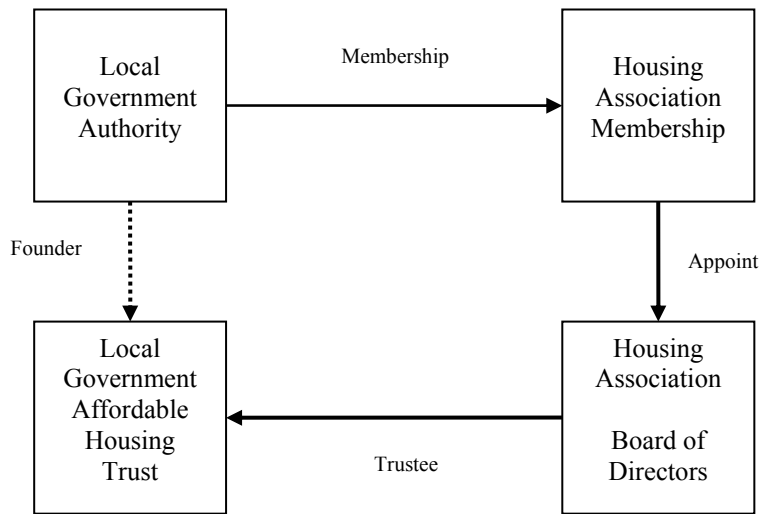 Local
Government
Authority
Membership
Housing
Association
Membership
Founder
Appoint
Local
Government
Affordable
Housing
Trust
Trustee
Housing
Association
Board of
Directors